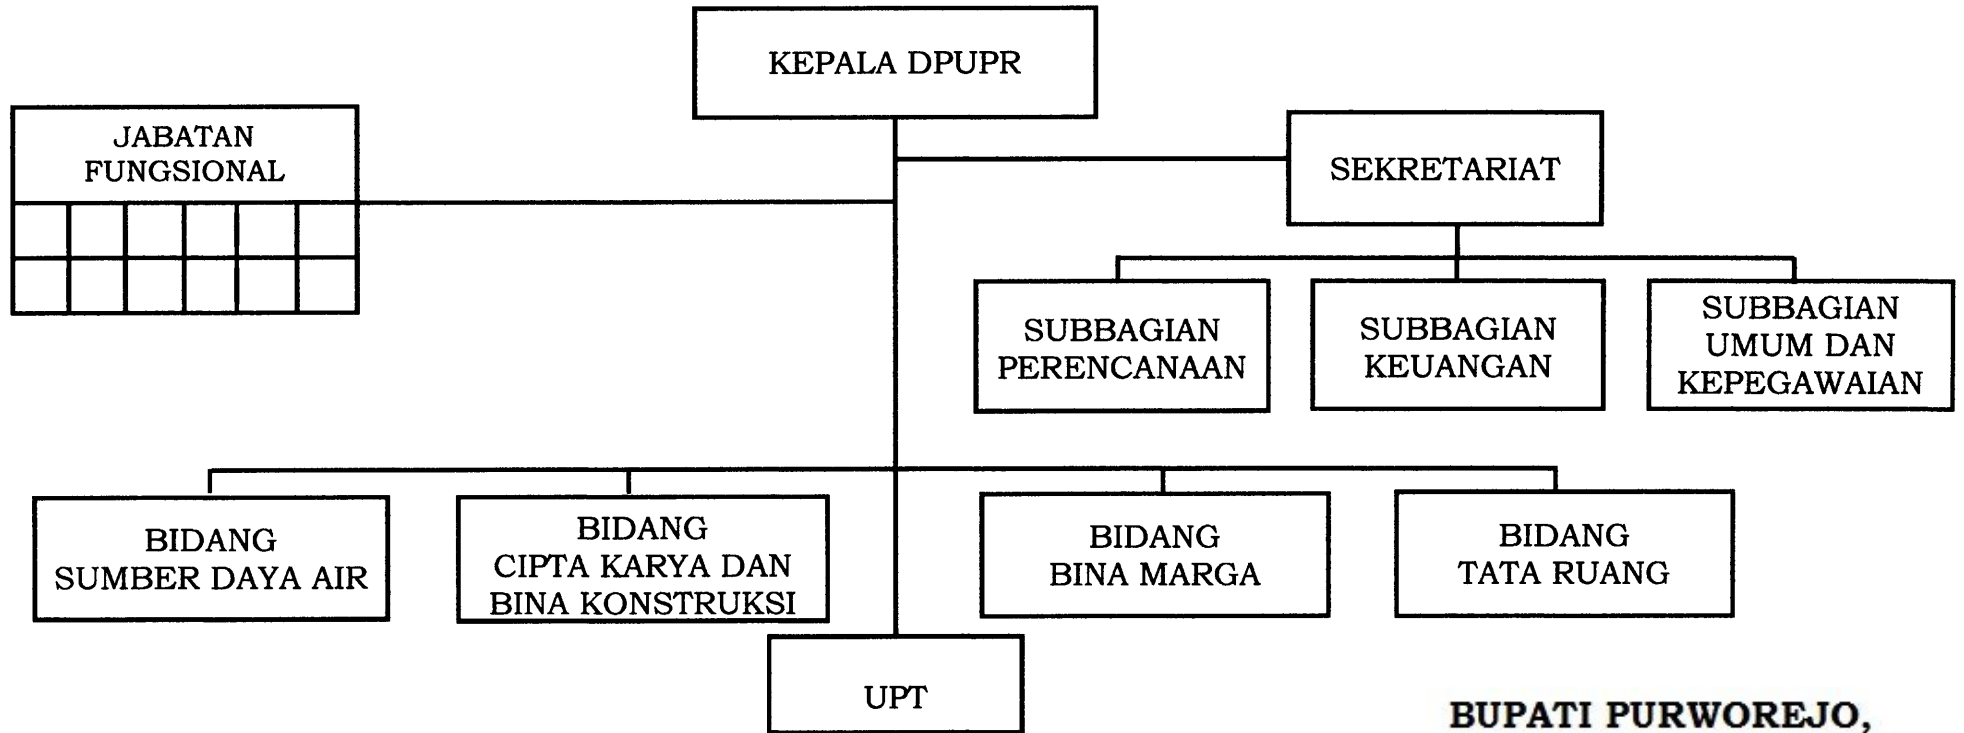 KEPALA DPUPR
JABATAN
FUNGSIONAL
SEKRETARIAT
SUBBAGIAN
PERENCANAAN
SUBBAGIAN
KEUANGAN
SUBBAGIAN
UMUM DAN
KEPEGAWAIAN
BIDANG
SUMBER DAYA AIR
BIDANG
CIPTA KARYA DAN
BINA KONSTRUKSI
BIDANG
BINA MARGA
BIDANG
TATA RUANG
UPT
BUPATI PURWOREJO,